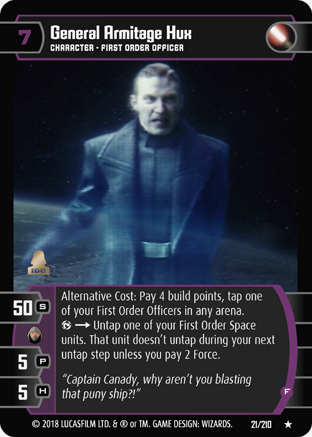 7
General Armitage Hux
CHARACTER - FIRST ORDER OFFICER
IDC
50 S
5 P
5 H
Alternative Cost: Pay 4 build points, tap one
of your First Order Officers in any arena.
→ Untap one of your First Order Space
units. That unit doesn't untap during your next
untap step unless you pay 2 Force.
"Captain Canady, why aren't you blasting
that puny ship?!"
F
© 2018 LUCASFILM LTD. & ® or TM. GAME DESIGN: WIZARDS. 21/210 ★